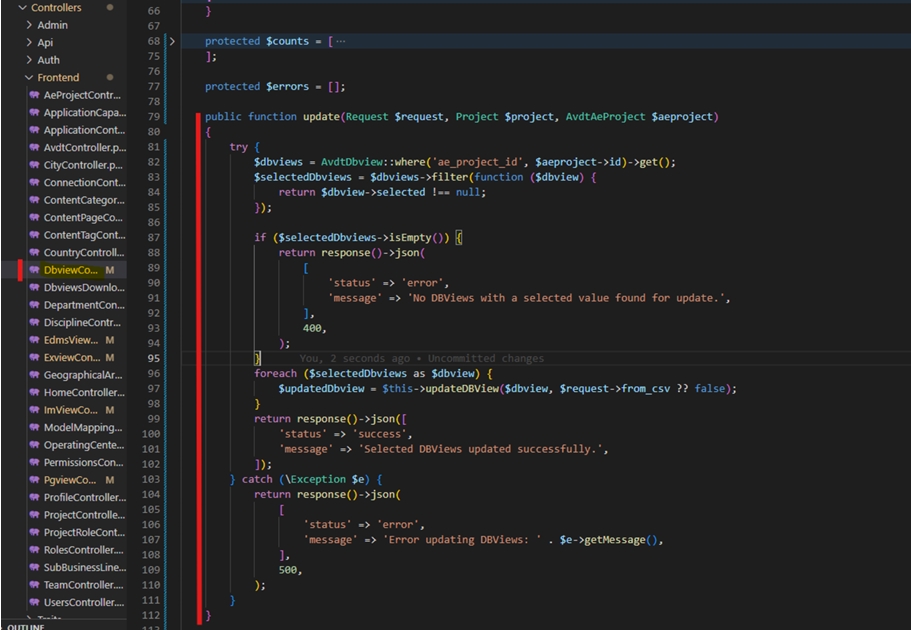 Controllers
Admin
Api
Auth
Frontend
AeProjectContr...
ApplicationCapa...
ApplicationCont...
AvdtController.p...
CityController.p...
ConnectionCont...
ContentCategor...
ContentPageCo...
ContentTagCont...
CountryControll...
DbviewCo... M
DbviewsDownlo...
DepartmentCon...
DisciplineContr...
EdmsView... M
ExviewCon... M
GeographicalAr...
HomeController...
ImViewCo... M
ModelMapping...
OperatingCente...
PermissionsCon...
PgviewCo... M
ProfileController...
ProjectControlle...
ProjectRoleCont...
RolesController....
SubBusinessLine...
TeamController....
UsersController....
Traits
OUTLINE
66 }
67
68 protected $counts = [ ...
75 ];
76
77 protected $errors = [];
78
79 public function update(Request $request, Project $project, AvdtAeProject $aeproject)
80 {
81 try {
82 $dbviews = AvdtDbview::where('ae_project_id', $aeproject->id)->get();
83 $selectedDbviews = $dbviews->filter(function ($dbview) {
84 return $dbview->selected !== null;
85 });
86
87 if ($selectedDbviews->isEmpty()) {
88 return response()->json(
89 [
90 'status' => 'error',
91 'message' => 'No DBViews with a selected value found for update.',
92 ],
93 400,
94 );
95 } You, 2 seconds ago • Uncommitted changes
96 foreach ($selectedDbviews as $dbview) {
97 $updatedDbview = $this->updateDBView($dbview, $request->from_csv ?? false);
98 }
99 return response()->json([
100 'status' => 'success',
101 'message' => 'Selected DBViews updated successfully.',
102 ]);
103 } catch (\Exception $e) {
104 return response()->json(
105 [
106 'status' => 'error',
107 'message' => 'Error updating DBViews: ' . $e->getMessage(),
108 ],
109 500,
110 );
111 }
112 }
113